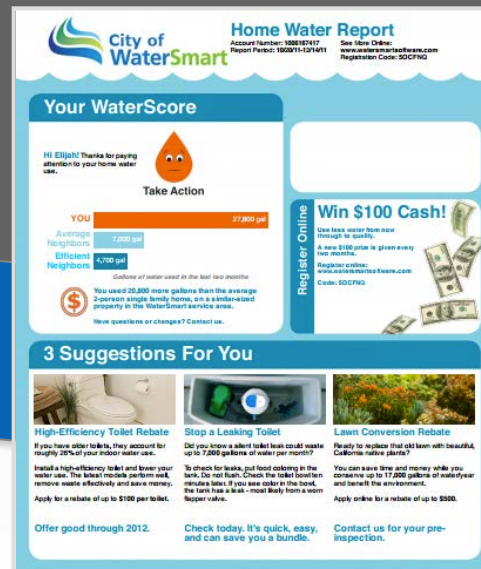 City of
WaterSmart
Home Water Report
Account Number: 1006167417
Report Period: 10/20/11-12/14/11
See More Online:
www.watersmartsoftware.com
Registration Code: 5OCFNQ
Your WaterScore
Hi Elijah! Thanks for paying
attention to your home water
use.
Take Action
YOU
27,800 gal
Average
Neighbors
7,000 gal
Efficient
Neighbors
4,700 gal
Gallons of water used in the last two months
You used 20,800 more gallons than the average
2-person single family home, on a similar-sized
property in the WaterSmart service area.
Have questions or changes? Contact us.
Register Online
Win $100 Cash!
Use less water from now
through to qualify.
A new $100 prize is given every
two months.
Register online:
www.watersmartsoftware.com
Code: 5OCFNQ
3 Suggestions For You
High-Efficiency Toilet Rebate
If you have older toilets, they account for
roughly 26% of your indoor water use.
Install a high-efficiency toilet and lower your
water use. The latest models perform well,
remove waste effectively and save money.
Apply for a rebate of up to $100 per toilet.
Offer good through 2012.
Stop a Leaking Toilet
Did you know a silent toilet leak could waste
up to 7,000 gallons of water per month?
To check for leaks, put food coloring in the
tank. Do not flush. Check the toilet bowl ten
minutes later. If you see color in the bowl,
the tank has a leak - most likely from a worn
flapper valve.
Check today. It's quick, easy,
and can save you a bundle.
Lawn Conversion Rebate
Ready to replace that old lawn with beautiful,
California native plants?
You can save time and money while you
conserve up to 17,000 gallons of water/year
and benefit the environment.
Apply online for a rebate of up to $500.
Contact us for your pre-
inspection.